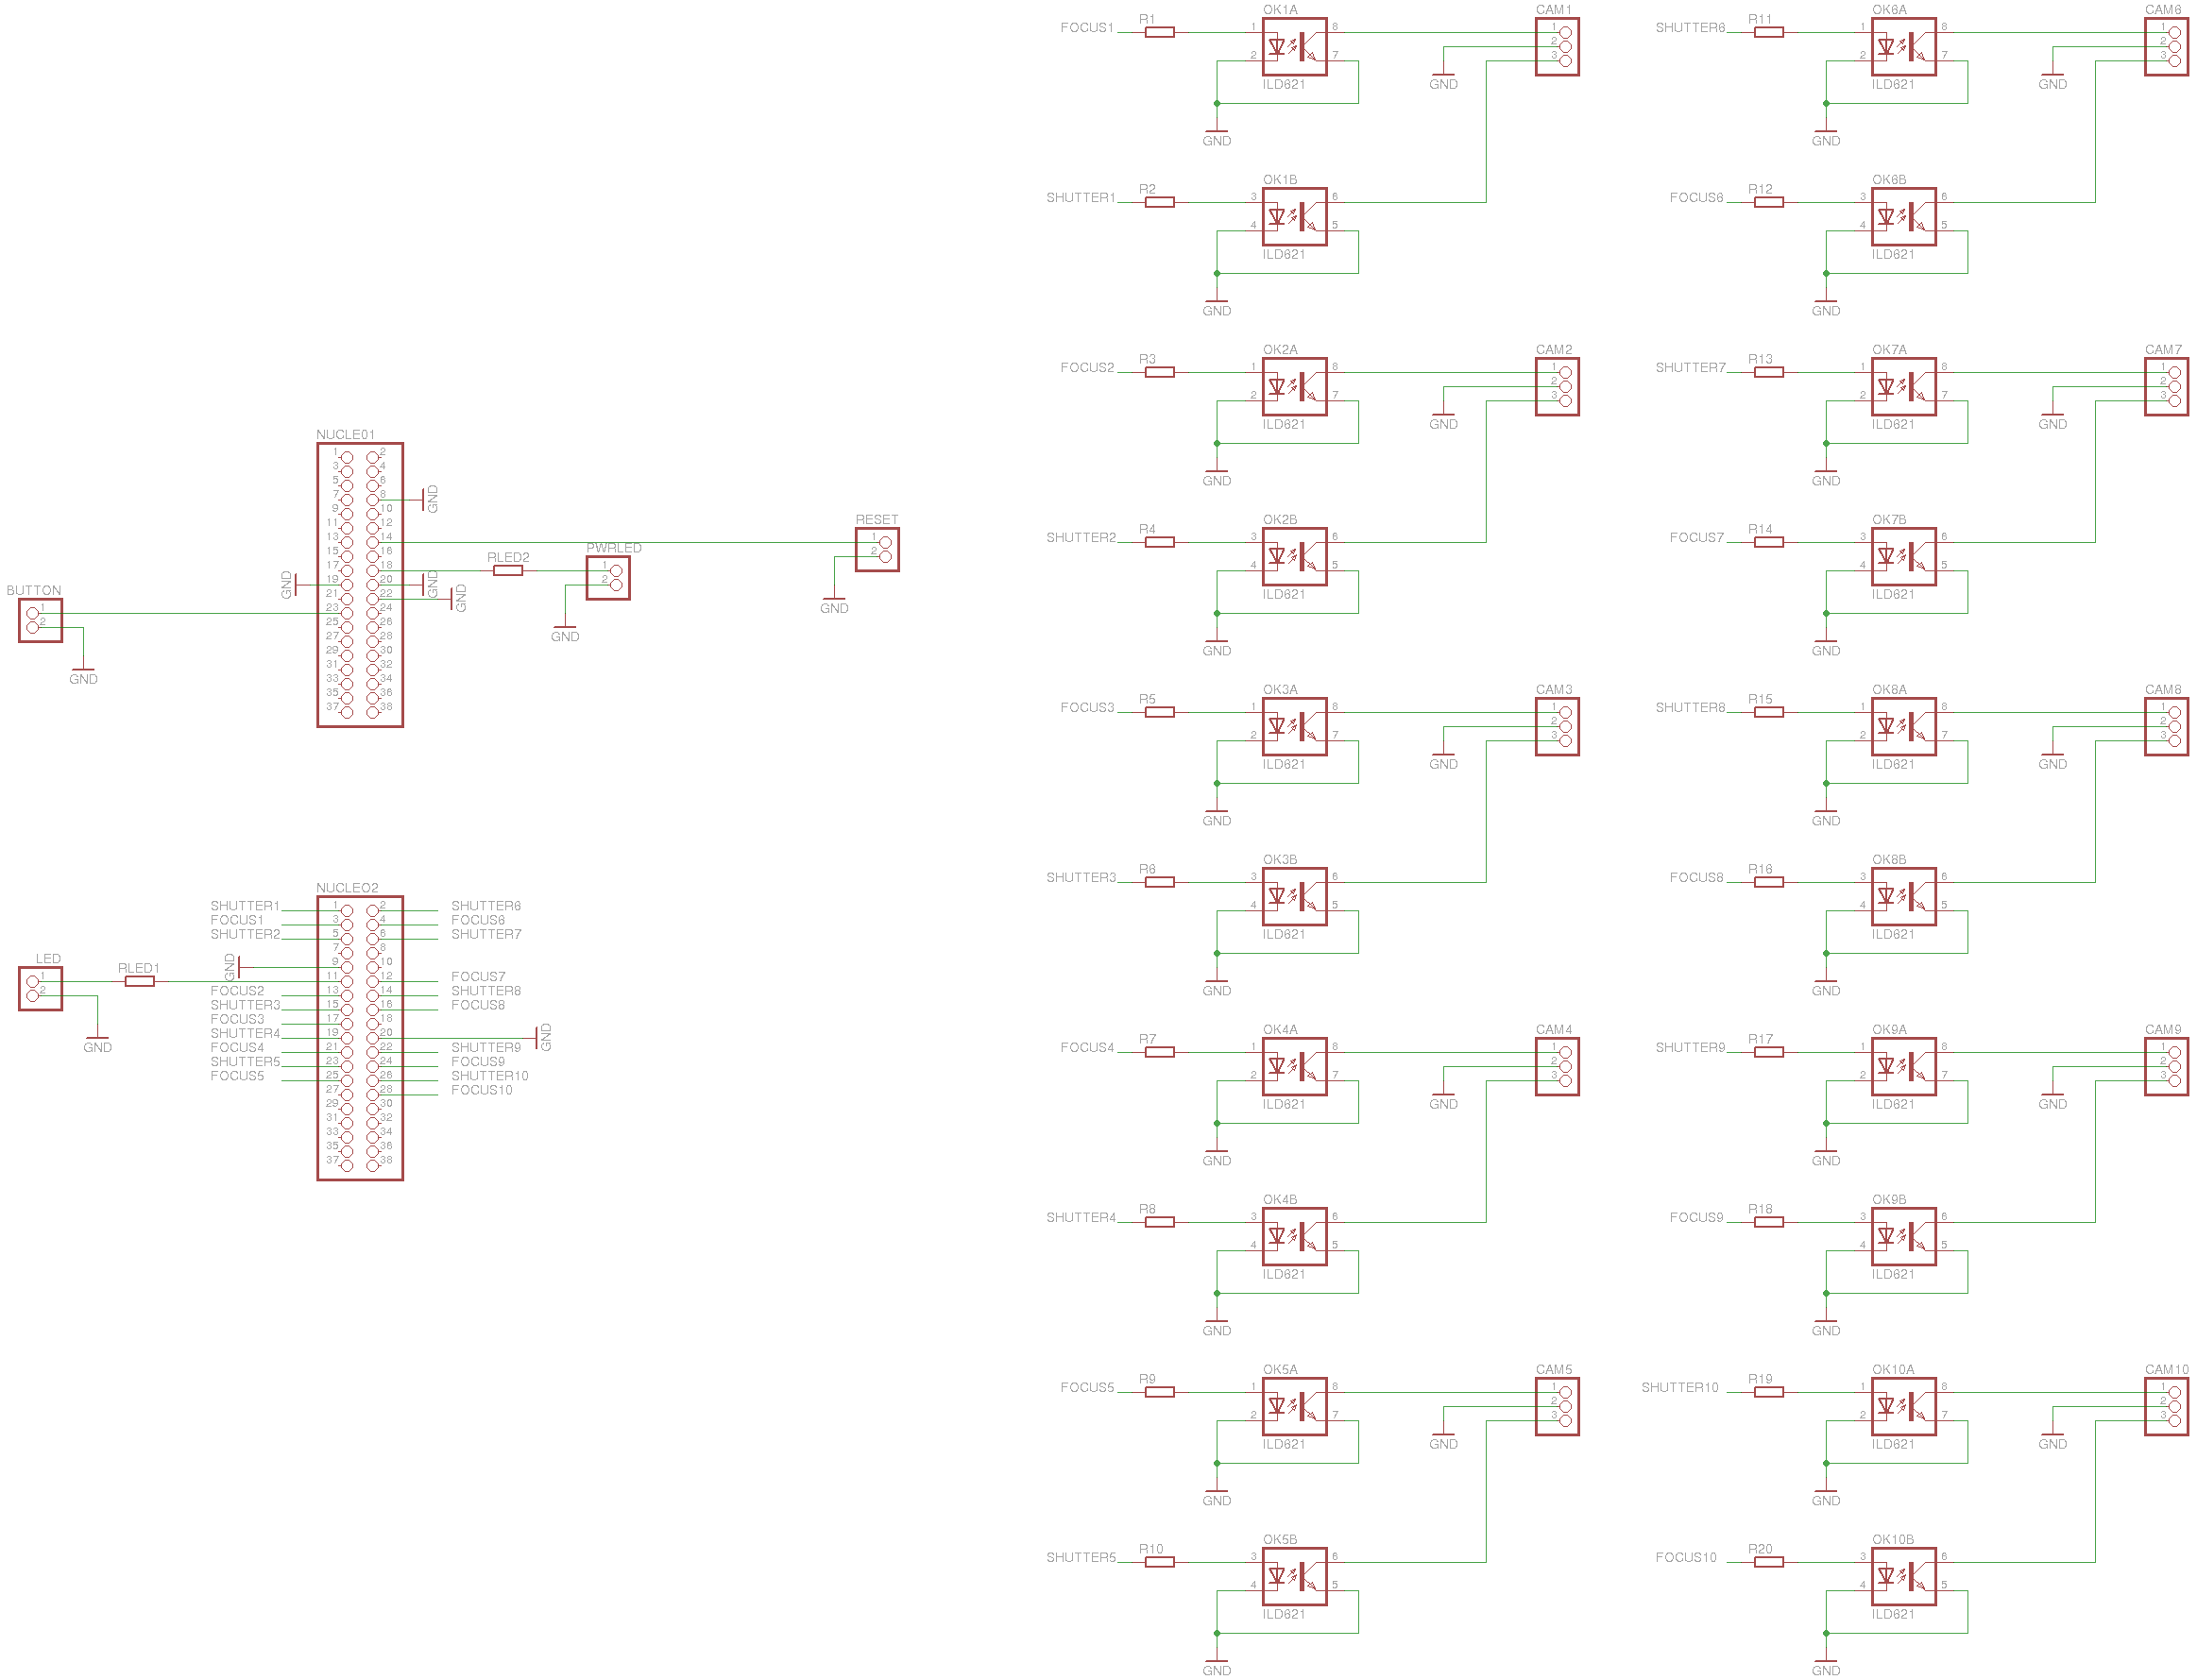 NUCLEO1
1 2
3 4
5 6
7 8 GND
9 10
11 12
13 14
15 16
17 18
GND 19 20 GND
21 22 GND
23 24
25 26
27 28
29 30
31 32
33 34
35 36
37 38
BUTTON
1
2
GND
RLED2
PWRLED
1
2
GND
RESET
1
2
GND
NUCLEO2
SHUTTER1 1 2 SHUTTER6
FOCUS1 3 4 FOCUS6
SHUTTER2 5 6 SHUTTER7
7 8
GND 9 10
11 12 FOCUS7
FOCUS2 13 14 SHUTTER8
SHUTTER3 15 16 FOCUS8
FOCUS3 17 18
SHUTTER4 19 20 GND
FOCUS4 21 22 SHUTTER9
SHUTTER5 23 24 FOCUS9
FOCUS5 25 26 SHUTTER10
27 28 FOCUS10
29 30
31 32
33 34
35 36
37 38
LED
1
2
RLED1
GND
FOCUS1 R1 OK1A CAM1
1 8 1
2
2 7 3
ILD621 GND
GND
SHUTTER1 R2 OK1B
3 6
4 5
ILD621
GND
FOCUS2 R3 OK2A CAM2
1 8 1
2
2 7 3
ILD621 GND
GND
SHUTTER2 R4 OK2B
3 6
4 5
ILD621
GND
FOCUS3 R5 OK3A CAM3
1 8 1
2
2 7 3
ILD621 GND
GND
SHUTTER3 R6 OK3B
3 6
4 5
ILD621
GND
FOCUS4 R7 OK4A CAM4
1 8 1
2
2 7 3
ILD621 GND
GND
SHUTTER4 R8 OK4B
3 6
4 5
ILD621
GND
FOCUS5 R9 OK5A CAM5
1 8 1
2
2 7 3
ILD621 GND
GND
SHUTTER5 R10 OK5B
3 6
4 5
ILD621
GND
SHUTTER6 R11 OK6A CAM6
1 8 1
2
2 7 3
ILD621 GND
GND
FOCUS6 R12 OK6B
3 6
4 5
ILD621
GND
SHUTTER7 R13 OK7A CAM7
1 8 1
2
2 7 3
ILD621 GND
GND
FOCUS7 R14 OK7B
3 6
4 5
ILD621
GND
SHUTTER8 R15 OK8A CAM8
1 8 1
2
2 7 3
ILD621 GND
GND
FOCUS8 R16 OK8B
3 6
4 5
ILD621
GND
SHUTTER9 R17 OK9A CAM9
1 8 1
2
2 7 3
ILD621 GND
GND
FOCUS9 R18 OK9B
3 6
4 5
ILD621
GND
SHUTTER10 R19 OK10A CAM10
1 8 1
2
2 7 3
ILD621 GND
GND
FOCUS10 R20 OK10B
3 6
4 5
ILD621
GND